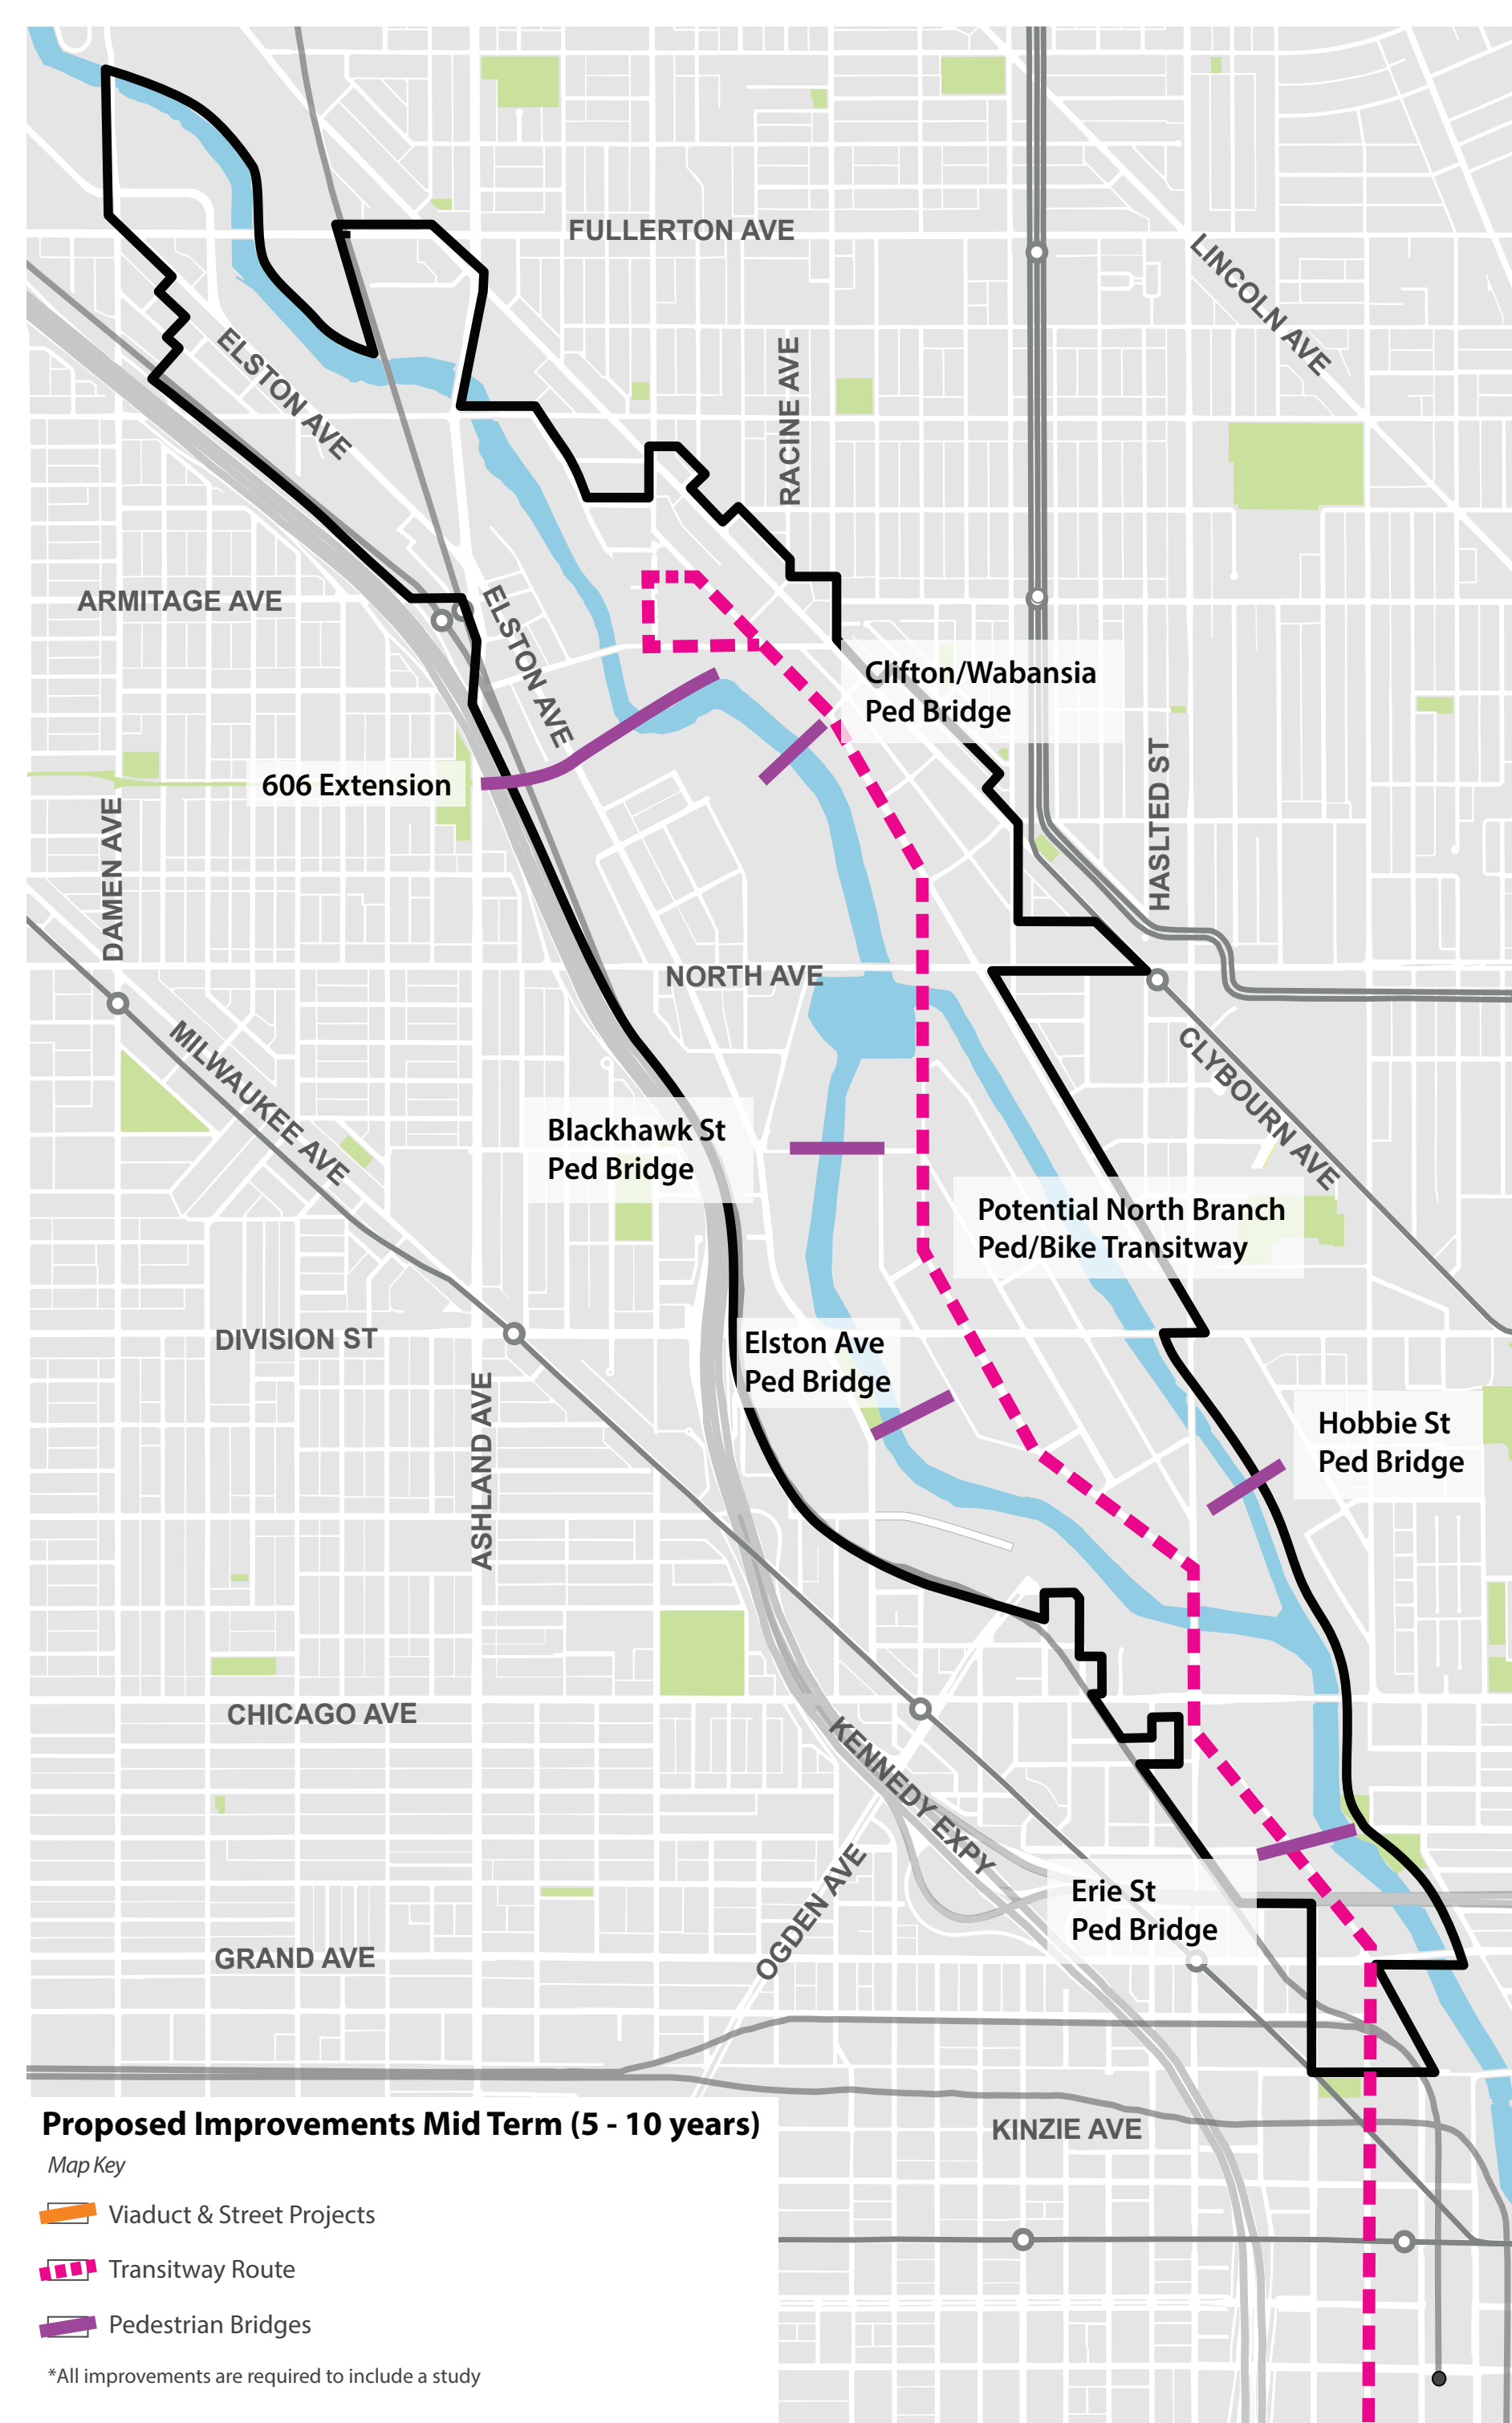 FULLERTON AVE
LINCOLN AVE
RACINE AVE
ELSTON AVE
ARMITAGE AVE
ELSTON AVE
Clifton/Wabansia
Ped Bridge
606 Extension
HASLTED ST
DAMEN AVE
NORTH AVE
MILWAUKEE AVE
CLYBOURN AVE
Blackhawk St
Ped Bridge
Potential North Branch
Ped/Bike Transitway
DIVISION ST
Elston Ave
Ped Bridge
ASHLAND AVE
Hobbie St
Ped Bridge
CHICAGO AVE
KENNEDY EXPY
OGDEN AVE
Erie St
Ped Bridge
GRAND AVE
KINZIE AVE
Proposed Improvements Mid Term (5 - 10 years)
Map Key
Viaduct & Street Projects
Transitway Route
Pedestrian Bridges
*All improvements are required to include a study